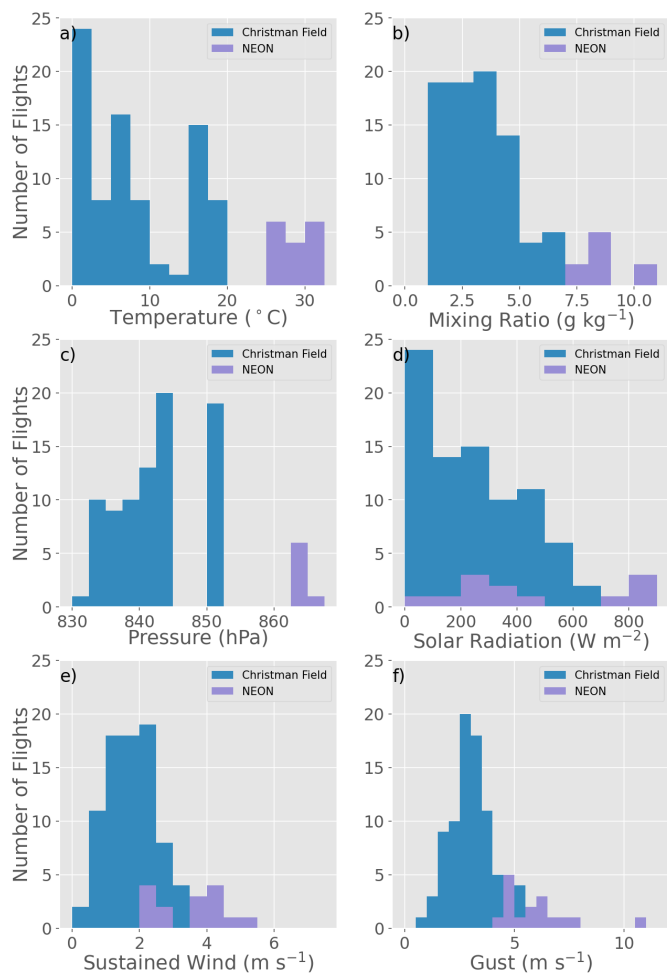 a)
Christman Field
NEON
25
20
15
10
5
0
Number of Flights
0 10 20 30
Temperature (°C)
b)
Christman Field
NEON
25
20
15
10
5
0
0.0 2.5 5.0 7.5 10.0
Mixing Ratio (g kg⁻¹)
c)
Christman Field
NEON
25
20
15
10
5
0
Number of Flights
830 840 850 860
Pressure (hPa)
d)
Christman Field
NEON
25
20
15
10
5
0
0 200 400 600 800
Solar Radiation (W m⁻²)
e)
Christman Field
NEON
25
20
15
10
5
0
Number of Flights
0 2 4 6
Sustained Wind (m s⁻¹)
f)
Christman Field
NEON
25
20
15
10
5
0
0 5 10
Gust (m s⁻¹)